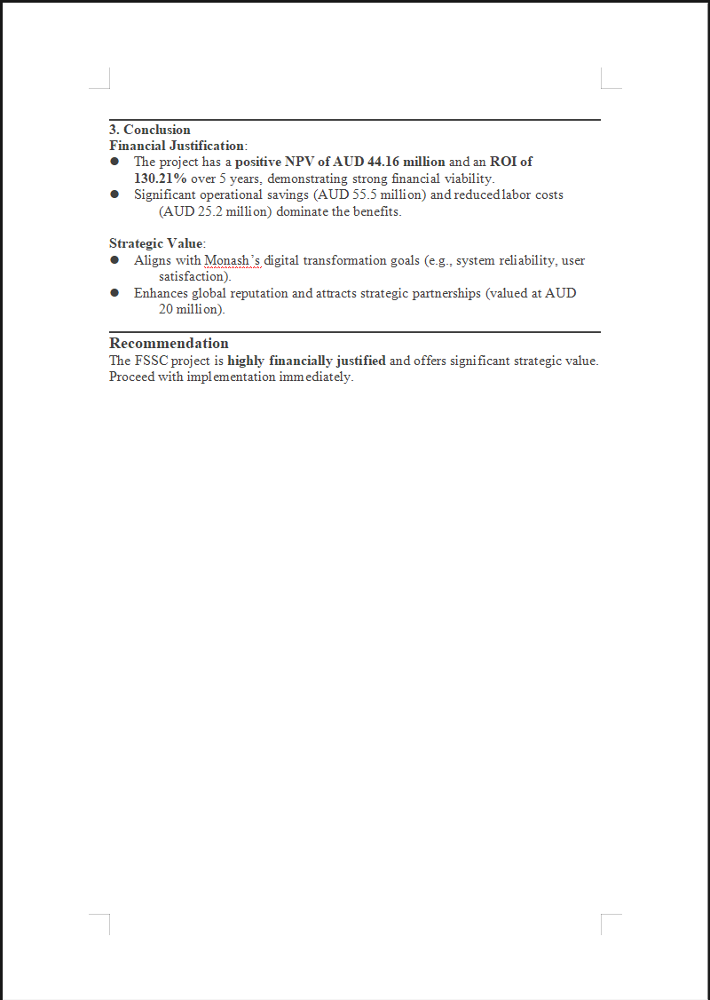 3. Conclusion
Financial Justification:
● The project has a positive NPV of AUD 44.16 million and an ROI of
130.21% over 5 years, demonstrating strong financial viability.
● Significant operational savings (AUD 55.5 million) and reduced labor costs
(AUD 25.2 million) dominate the benefits.
Strategic Value:
● Aligns with Monash’s digital transformation goals (e.g., system reliability, user
satisfaction).
● Enhances global reputation and attracts strategic partnerships (valued at AUD
20 million).
Recommendation
The FSSC project is highly financially justified and offers significant strategic value.
Proceed with implementation immediately.